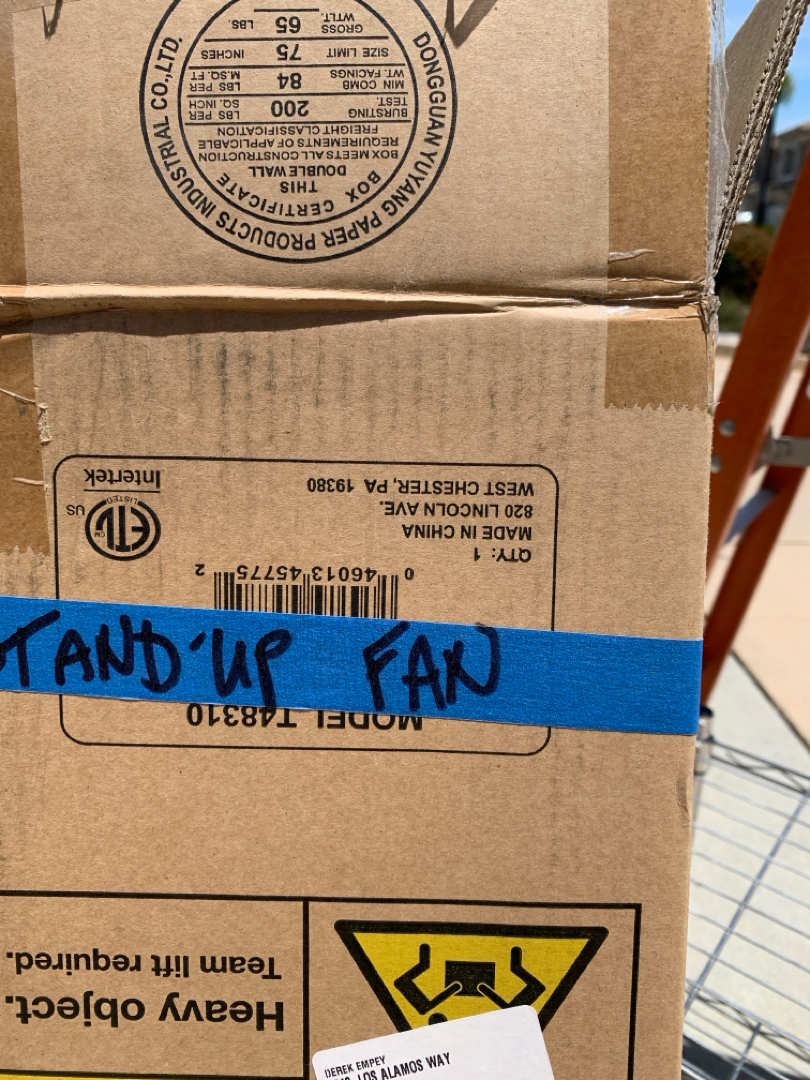 DONGGUAN YUYANG PAPER PRODUCTS INDUSTRIAL CO.,LTD.
BOX CERTIFICATE
THIS
DOUBLE WALL
BOX MEETS ALL CONSTRUCTION
REQUIREMENTS OF APPLICABLE
FREIGHT CLASSIFICATION
BURSTING TEST. 200 LBS PER SQ. INCH
MIN COMB WT. FACINGS 84 LBS PER M.SQ. FT
SIZE LIMIT 75 INCHES
GROSS WTLT. 65 LBS.
MODEL T48310
0 46013 45775 2
QTY: 1
MADE IN CHINA
820 LINCOLN AVE.
WEST CHESTER, PA 19380
ETL
CM
LISTED
US
Intertek
TAND'UP FAN
Heavy object.
Team lift required.
DEREK EMPEY
LOS ALAMOS WAY